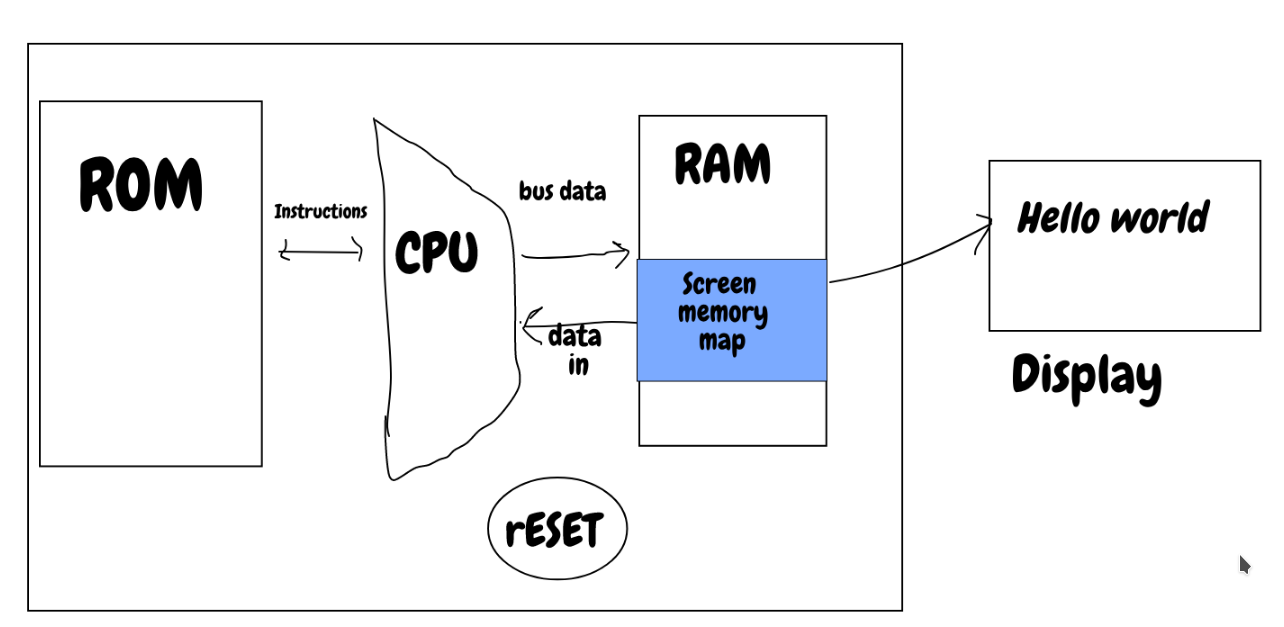 ROM
Instructions
CPU
bus data
data
in
RAM
Screen
memory
map
rESET
Hello world
Display